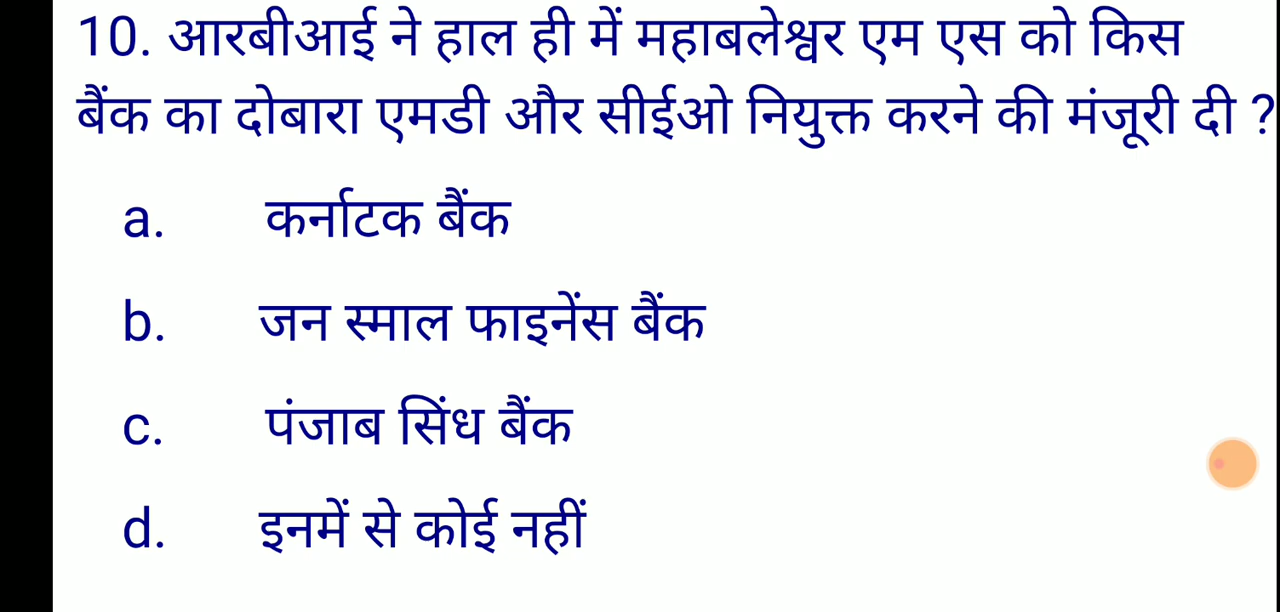 10. आरबीआई ने हाल ही में महाबलेश्वर एम एस को किस
बैंक का दोबारा एमडी और सीईओ नियुक्त करने की मंजूरी दी ?
a. कर्नाटक बैंक
b. जन स्माल फाइनेंस बैंक
c. पंजाब सिंध बैंक
d. इनमें से कोई नहीं